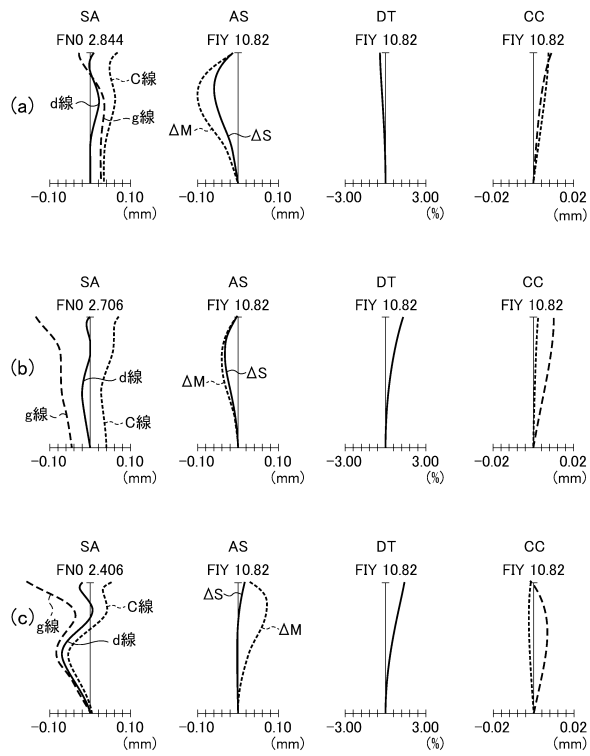 SA AS DT CC
FNO 2.844 FIY 10.82 FIY 10.82 FIY 10.82
(a)
C線
d線
g線
ΔM
ΔS
-0.10 0.10 -0.10 0.10 -3.00 3.00 -0.02 0.02
(mm) (mm) (%) (mm)
SA AS DT CC
FNO 2.706 FIY 10.82 FIY 10.82 FIY 10.82
(b)
d線
g線
C線
ΔM
ΔS
-0.10 0.10 -0.10 0.10 -3.00 3.00 -0.02 0.02
(mm) (mm) (%) (mm)
SA AS DT CC
FNO 2.406 FIY 10.82 FIY 10.82 FIY 10.82
(c)
g線
C線
d線
ΔS
ΔM
-0.10 0.10 -0.10 0.10 -3.00 3.00 -0.02 0.02
(mm) (mm) (%) (mm)